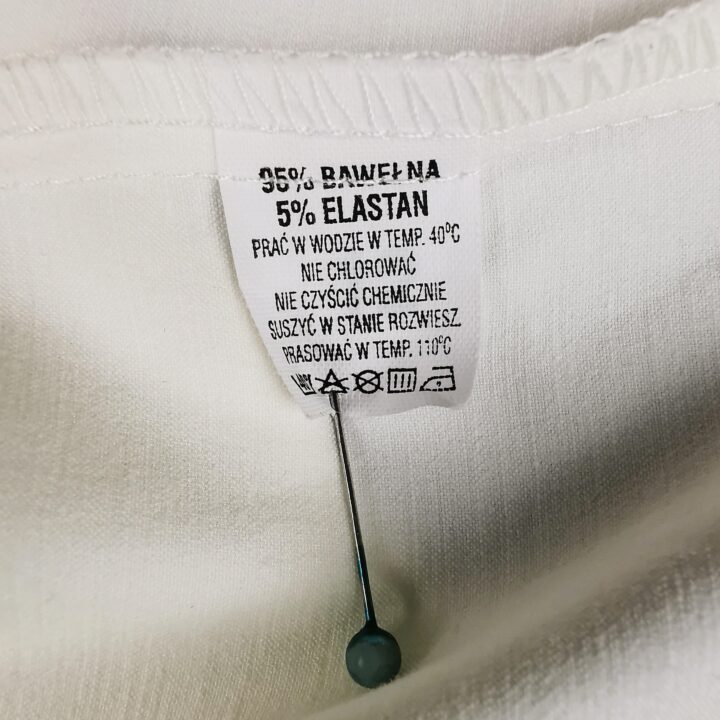 95% BAWEŁNA
5% ELASTAN
PRAĆ W WODZIE W TEMP. 40°C
NIE CHLOROWAĆ
NIE CZYŚCIĆ CHEMICZNIE
SUSZYĆ W STANIE ROZWIESZ.
PRASOWAĆ W TEMP. 110°C